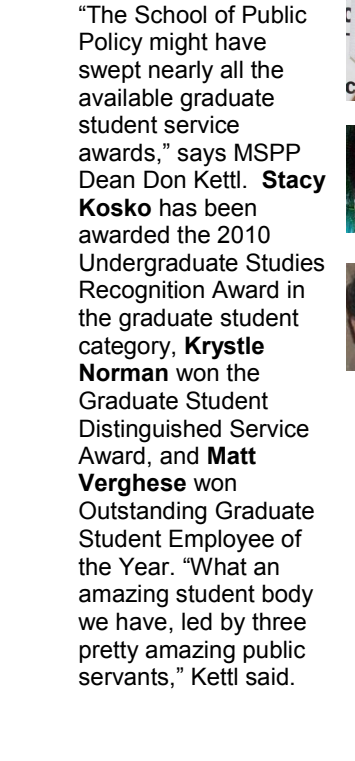 “The School of Public
Policy might have
swept nearly all the
available graduate
student service
awards,” says MSPP
Dean Don Kettl.  Stacy
Kosko has been
awarded the 2010
Undergraduate Studies
Recognition Award in
the graduate student
category, Krystle
Norman won the
Graduate Student
Distinguished Service
Award, and Matt
Verghese won
Outstanding Graduate
Student Employee of
the Year. “What an
amazing student body
we have, led by three
pretty amazing public
servants,” Kettl said.